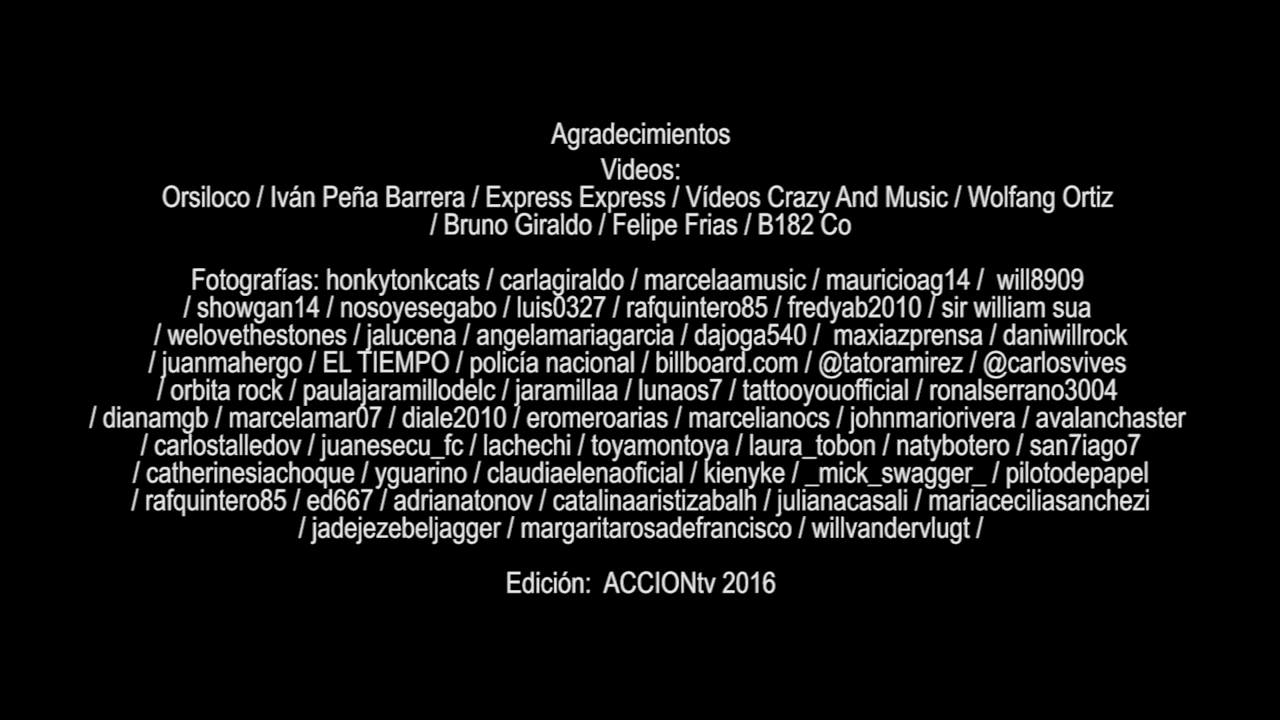 Agradecimientos
Videos:
Orsiloco / Iván Peña Barrera / Express Express / Vídeos Crazy And Music / Wolfang Ortiz
/ Bruno Giraldo / Felipe Frias / B182 Co
Fotografías: honkytonkcats / carlagiraldo / marcelaamusic / mauricioag14 /  will8909
/ showgan14 / nosoyesegabo / luis0327 / rafquintero85 / fredyab2010 / sir william sua
/ welovethestones / jalucena / angelamariagarcia / dajoga540 /  maxiazprensa / daniwillrock
/ juanmahergo / EL TIEMPO / policía nacional / billboard.com / @tatoramirez / @carlosvives
/ orbita rock / paulajaramillodelc / jaramillaa / lunaos7 / tattooyouofficial / ronalserrano3004
/ dianamgb / marcelamar07 / diale2010 / eromeroarias / marcelianocs / johnmariorivera / avalanchaster
/ carlostalledov / juanesecu_fc / lachechi / toyamontoya / laura_tobon / natybotero / san7iago7
/ catherinesiachoque / yguarino / claudiaelenaoficial / kienyke / _mick_swagger_ / pilotodepapel
/ rafquintero85 / ed667 / adrianatonov / catalinaaristizabalh / julianacasali / mariaceciliasanchezi
/ jadejezebeljagger / margaritarosadefrancisco / willvandervlugt /
Edición:  ACCIONtv 2016